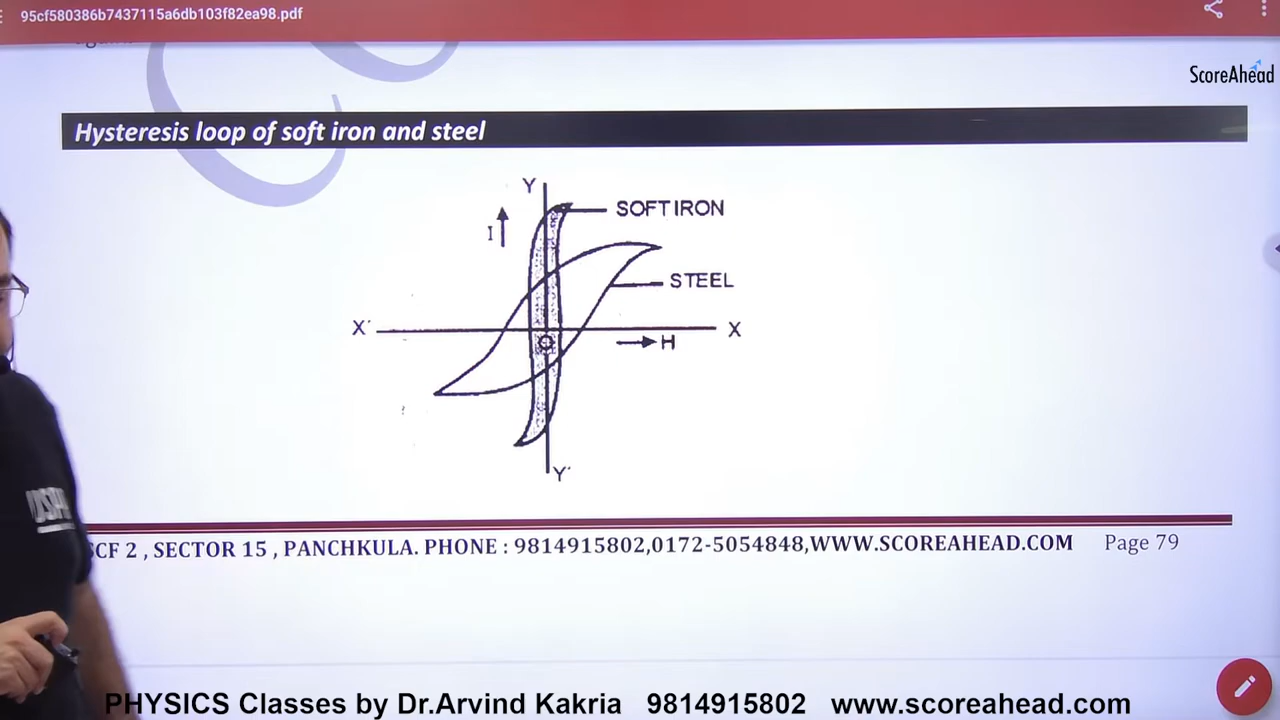 95cf580386b7437115a6db103f82ea98.pdf
ScoreAhead
Hysteresis loop of soft iron and steel
Y
SOFT IRON
I
STEEL
X'
X
O
H
Y'
SCF 2 , SECTOR 15 , PANCHKULA. PHONE : 9814915802,0172-5054848,WWW.SCOREAHEAD.COM Page 79
PHYSICS Classes by Dr.Arvind Kakria 9814915802 www.scoreahead.com